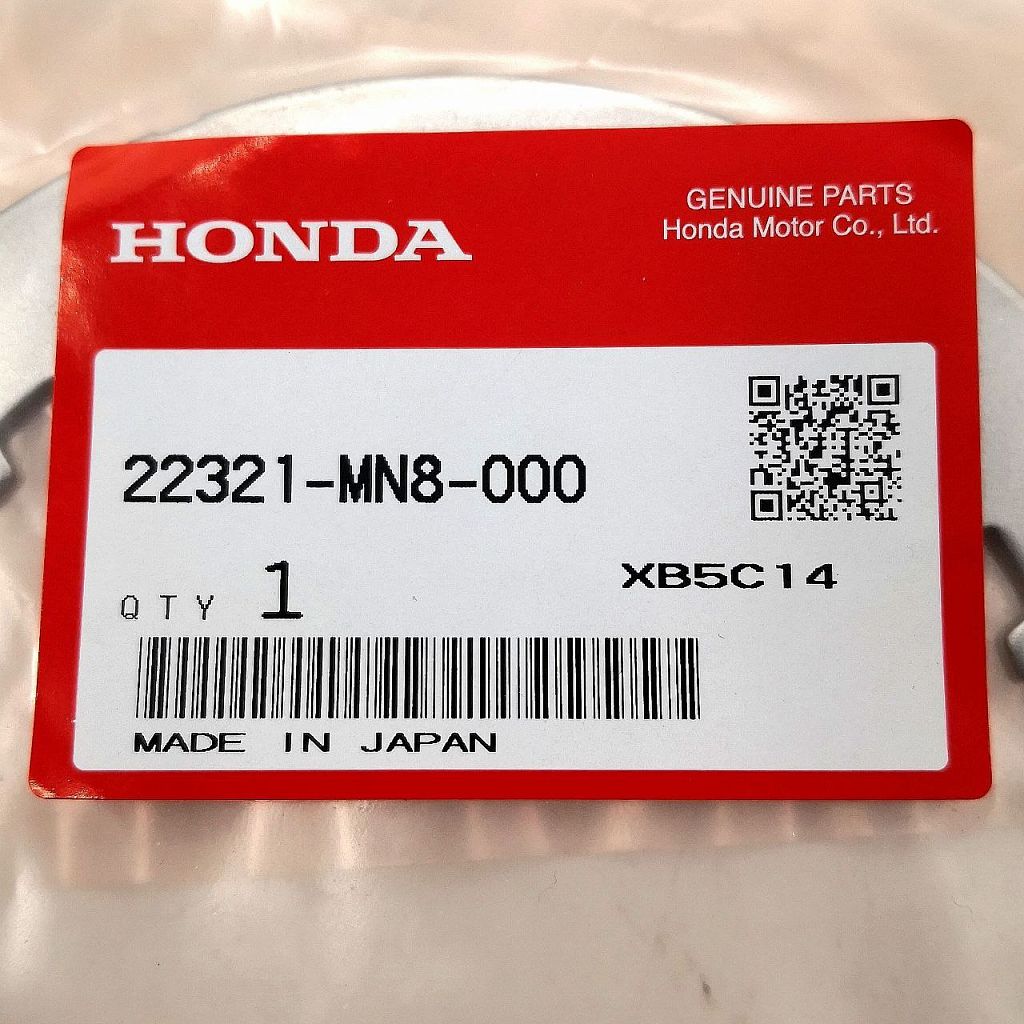 HONDA
GENUINE PARTS
Honda Motor Co., Ltd.
22321-MN8-000
QTY 1
XB5C14
MADE IN JAPAN